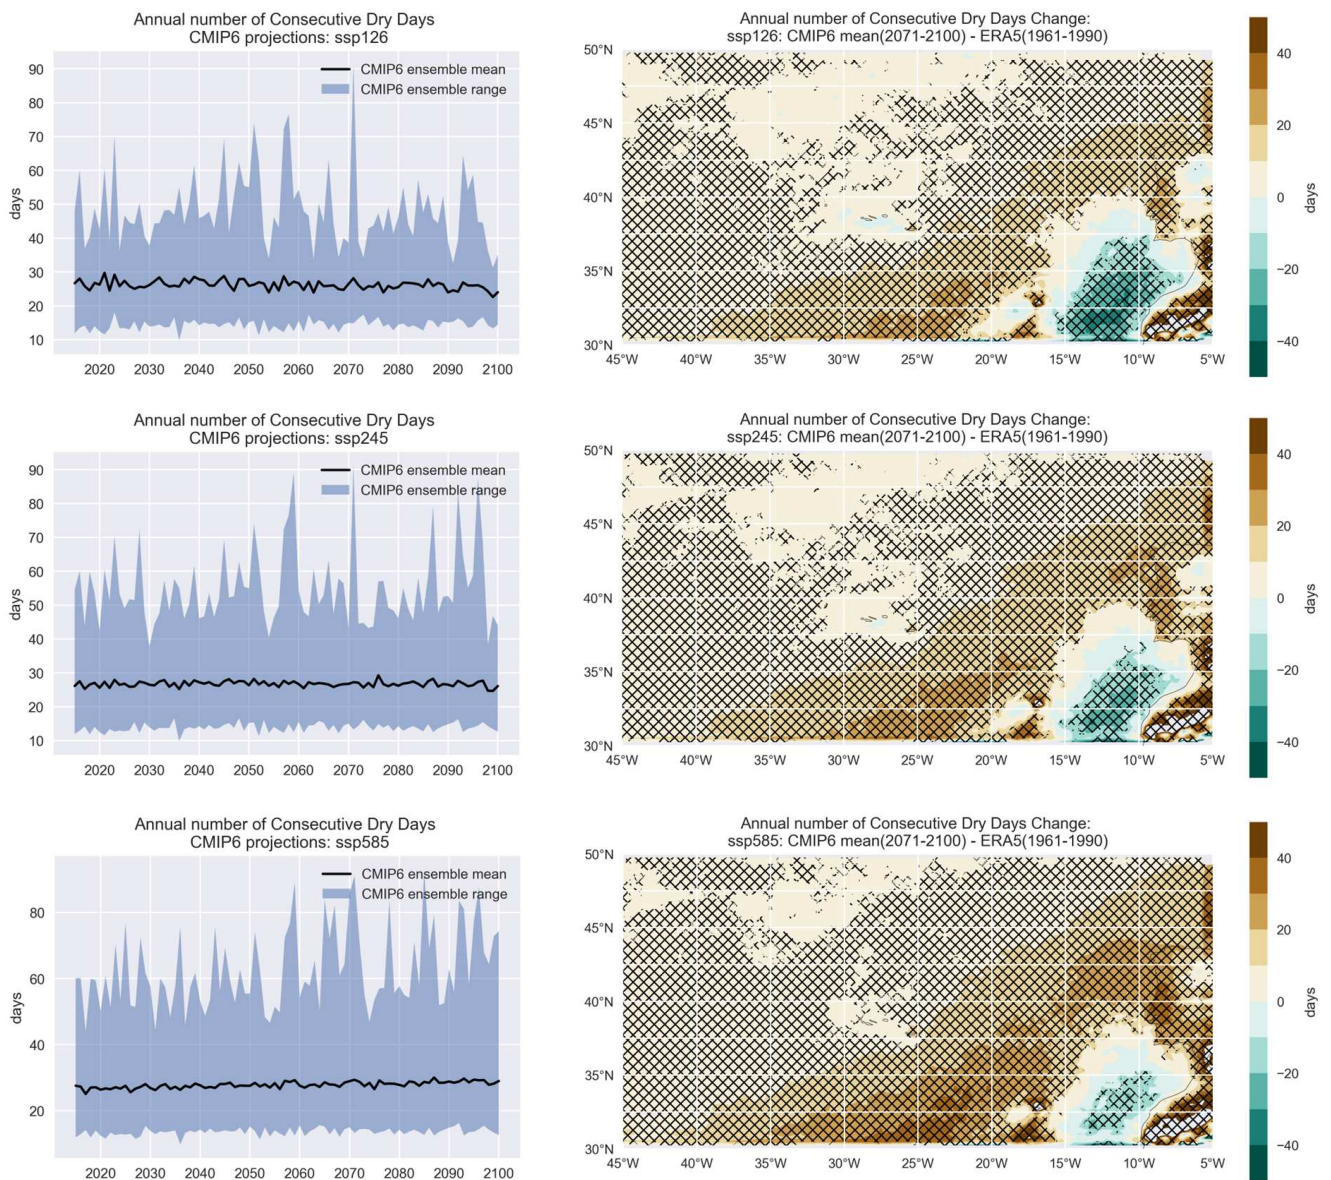 Annual number of Consecutive Dry Days
CMIP6 projections: ssp126
CMIP6 ensemble mean
CMIP6 ensemble range
days
90
80
70
60
50
40
30
20
10
2020 2030 2040 2050 2060 2070 2080 2090 2100
Annual number of Consecutive Dry Days Change:
ssp126: CMIP6 mean(2071-2100) - ERA5(1961-1990)
50°N
45°N
40°N
35°N
30°N
45°W 40°W 35°W 30°W 25°W 20°W 15°W 10°W 5°W
40
20
0
−20
−40
days
Annual number of Consecutive Dry Days
CMIP6 projections: ssp245
CMIP6 ensemble mean
CMIP6 ensemble range
days
90
80
70
60
50
40
30
20
10
2020 2030 2040 2050 2060 2070 2080 2090 2100
Annual number of Consecutive Dry Days Change:
ssp245: CMIP6 mean(2071-2100) - ERA5(1961-1990)
50°N
45°N
40°N
35°N
30°N
45°W 40°W 35°W 30°W 25°W 20°W 15°W 10°W 5°W
40
20
0
−20
−40
days
Annual number of Consecutive Dry Days
CMIP6 projections: ssp585
CMIP6 ensemble mean
CMIP6 ensemble range
days
80
60
40
20
2020 2030 2040 2050 2060 2070 2080 2090 2100
Annual number of Consecutive Dry Days Change:
ssp585: CMIP6 mean(2071-2100) - ERA5(1961-1990)
50°N
45°N
40°N
35°N
30°N
45°W 40°W 35°W 30°W 25°W 20°W 15°W 10°W 5°W
40
20
0
−20
−40
days